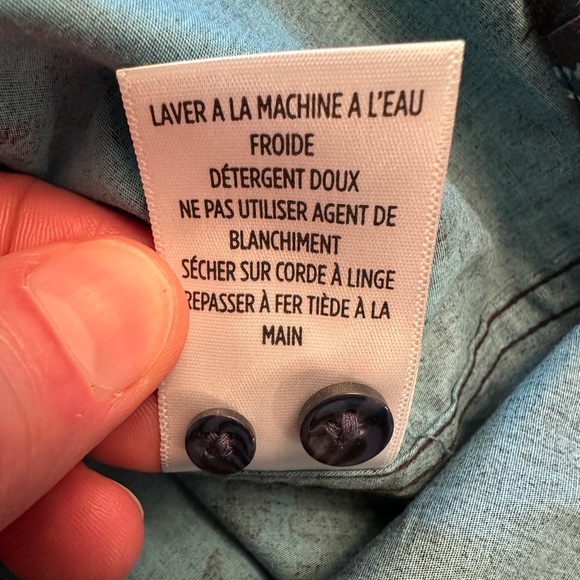 LAVER A LA MACHINE A L'EAU
FROIDE
DÉTERGENT DOUX
NE PAS UTILISER AGENT DE
BLANCHIMENT
SÉCHER SUR CORDE À LINGE
REPASSER À FER TIÈDE À LA
MAIN